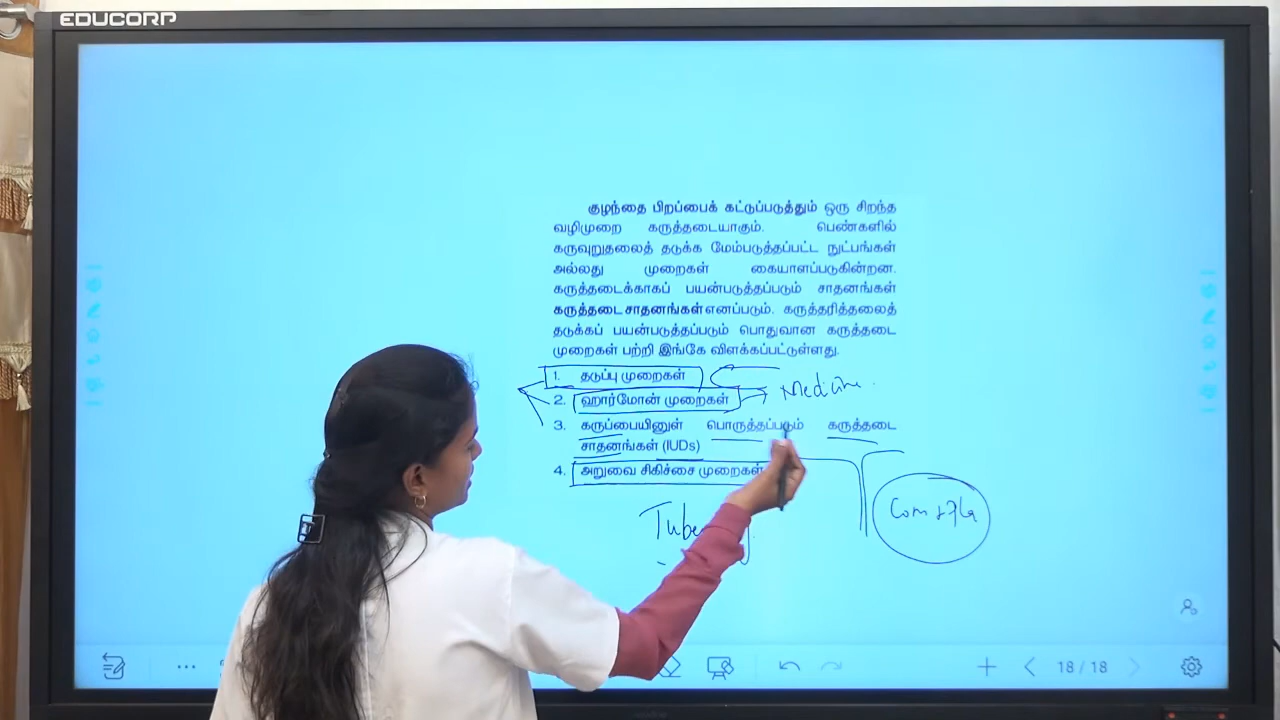 EDUCORP
குழந்தை பிறப்பைக் கட்டுப்படுத்தும் ஒரு சிறந்த
வழிமுறை கருத்தடையாகும். பெண்களில்
கருவுறுதலைத் தடுக்க மேம்படுத்தப்பட்ட நுட்பங்கள்
அல்லது முறைகள் கையாளப்படுகின்றன.
கருத்தடைக்காகப் பயன்படுத்தப்படும் சாதனங்கள்
கருத்தடை சாதனங்கள் எனப்படும். கருத்தரித்தலைத்
தடுக்கப் பயன்படுத்தப்படும் பொதுவான கருத்தடை
முறைகள் பற்றி இங்கே விளக்கப்பட்டுள்ளது.
1. தடுப்பு முறைகள்
2. ஹார்மோன் முறைகள் Medicine.
3. கருப்பையினுள் பொருத்தப்படும் கருத்தடை
சாதனங்கள் (IUDs)
4. அறுவை சிகிச்சை முறைகள்
18 / 18